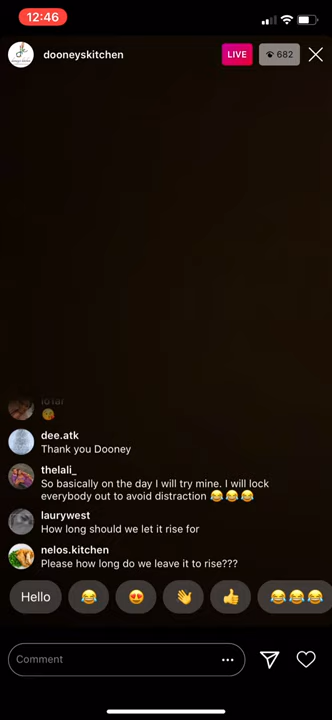 12:46
dooneyskitchen
LIVE
682
dee.atk
Thank you Dooney
thelali_
So basically on the day I will try mine. I will lock
everybody out to avoid distraction 😂😂😂
laurywest
How long should we let it rise for
nelos.kitchen
Please how long do we leave it to rise???
Hello
Comment